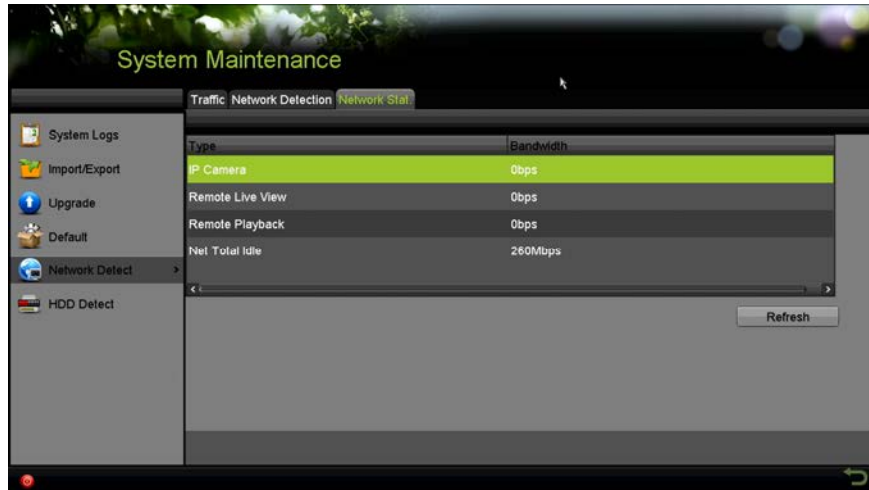 System Maintenance
Traffic Network Detection Network Stat.
System Logs
Import/Export
Upgrade
Default
Network Detect
HDD Detect
Type Bandwidth
IP Camera 0bps
Remote Live View 0bps
Remote Playback 0bps
Net Total Idle 260Mbps
Refresh